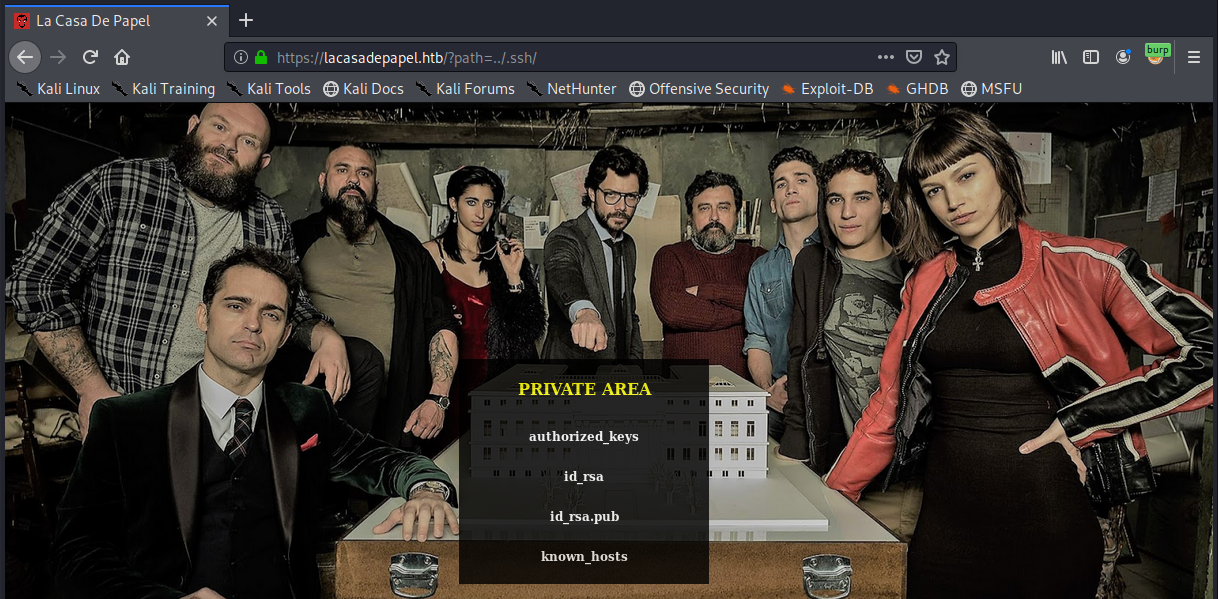 La Casa De Papel
https://lacasadepapel.htb/?path=../.ssh/
burp
Kali Linux Kali Training Kali Tools Kali Docs Kali Forums NetHunter Offensive Security Exploit-DB GHDB MSFU
PRIVATE AREA
authorized_keys
id_rsa
id_rsa.pub
known_hosts